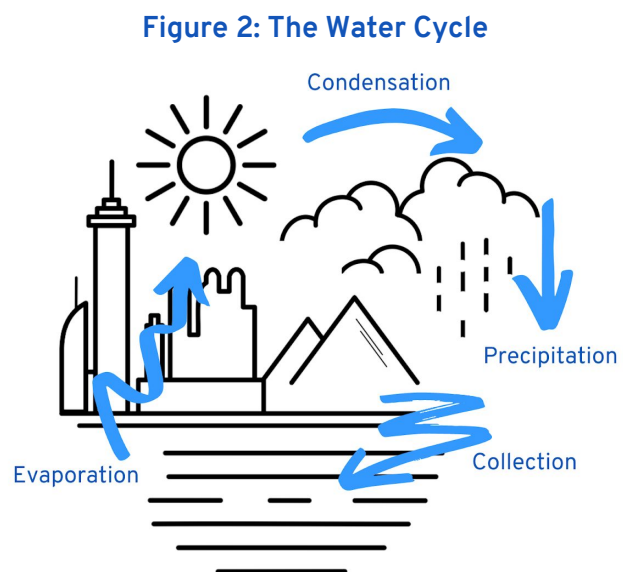 Figure 2: The Water Cycle
Condensation
Precipitation
Evaporation
Collection